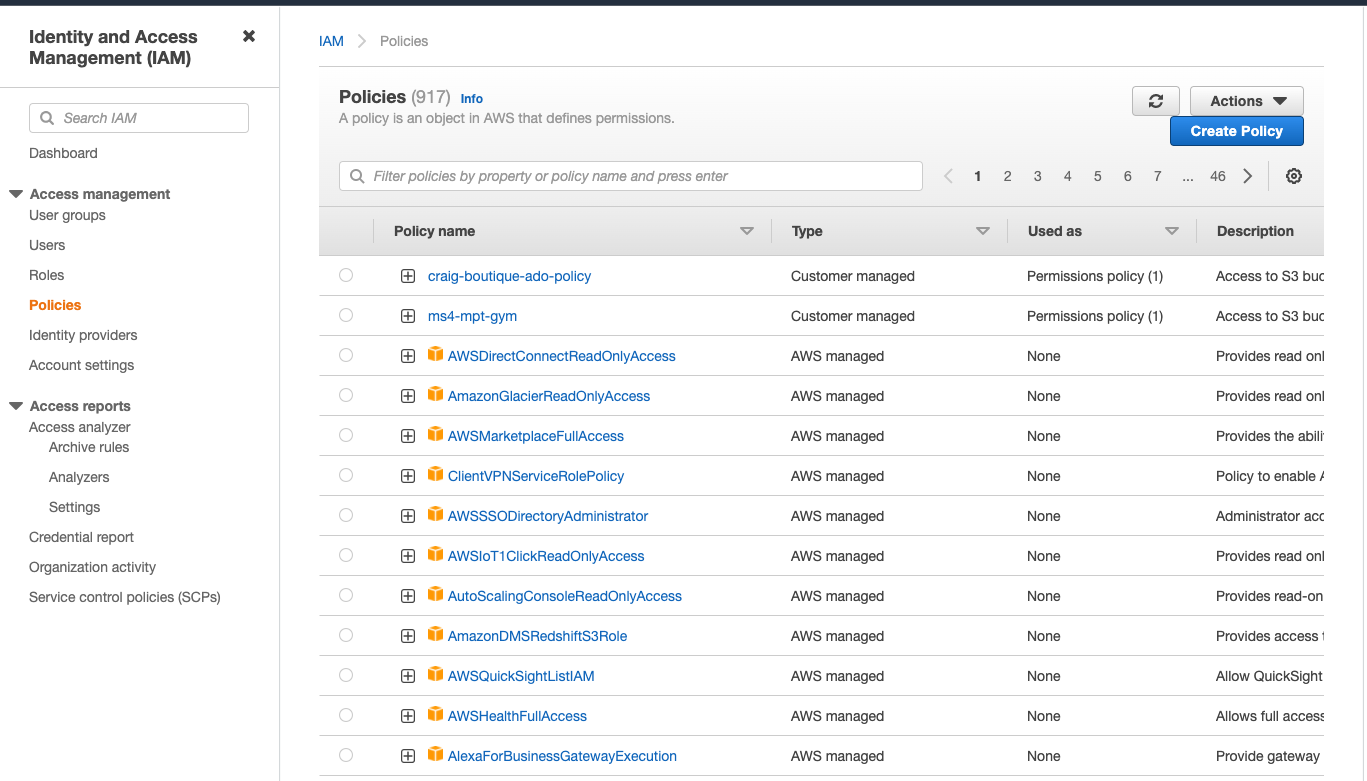 Identity and Access
Management (IAM)
Search IAM
Dashboard
Access management
User groups
Users
Roles
Policies
Identity providers
Account settings
Access reports
Access analyzer
Archive rules
Analyzers
Settings
Credential report
Organization activity
Service control policies (SCPs)
IAM Policies
Policies (917) Info
A policy is an object in AWS that defines permissions.
Actions
Create Policy
Filter policies by property or policy name and press enter
1 2 3 4 5 6 7 ... 46
Policy name Type Used as Description
craig-boutique-ado-policy Customer managed Permissions policy (1) Access to S3 buc
ms4-mpt-gym Customer managed Permissions policy (1) Access to S3 buc
AWSDirectConnectReadOnlyAccess AWS managed None Provides read onl
AmazonGlacierReadOnlyAccess AWS managed None Provides read onl
AWSMarketplaceFullAccess AWS managed None Provides the abili
ClientVPNServiceRolePolicy AWS managed None Policy to enable A
AWSSSODirectoryAdministrator AWS managed None Administrator acc
AWSIoT1ClickReadOnlyAccess AWS managed None Provides read onl
AutoScalingConsoleReadOnlyAccess AWS managed None Provides read-on
AmazonDMSRedshiftS3Role AWS managed None Provides access t
AWSQuickSightListIAM AWS managed None Allow QuickSight
AWSHealthFullAccess AWS managed None Allows full access
AlexaForBusinessGatewayExecution AWS managed None Provide gateway